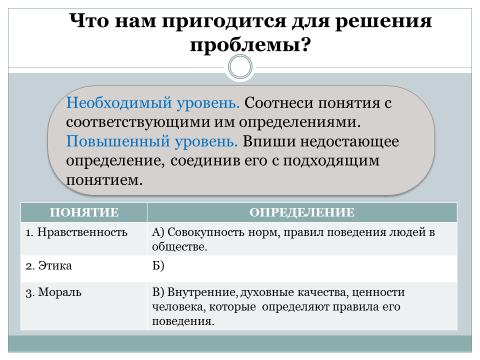 Что нам пригодится для решения
проблемы?
Необходимый уровень. Соотнеси понятия с
соответствующими им определениями.
Повышенный уровень. Впиши недостающее
определение, соединив его с подходящим
понятием.
ПОНЯТИЕ ОПРЕДЕЛЕНИЕ
1. Нравственность А) Совокупность норм, правил поведения людей в
обществе.
2. Этика Б)
3. Мораль В) Внутренние, духовные качества, ценности
человека, которые определяют правила его
поведения.